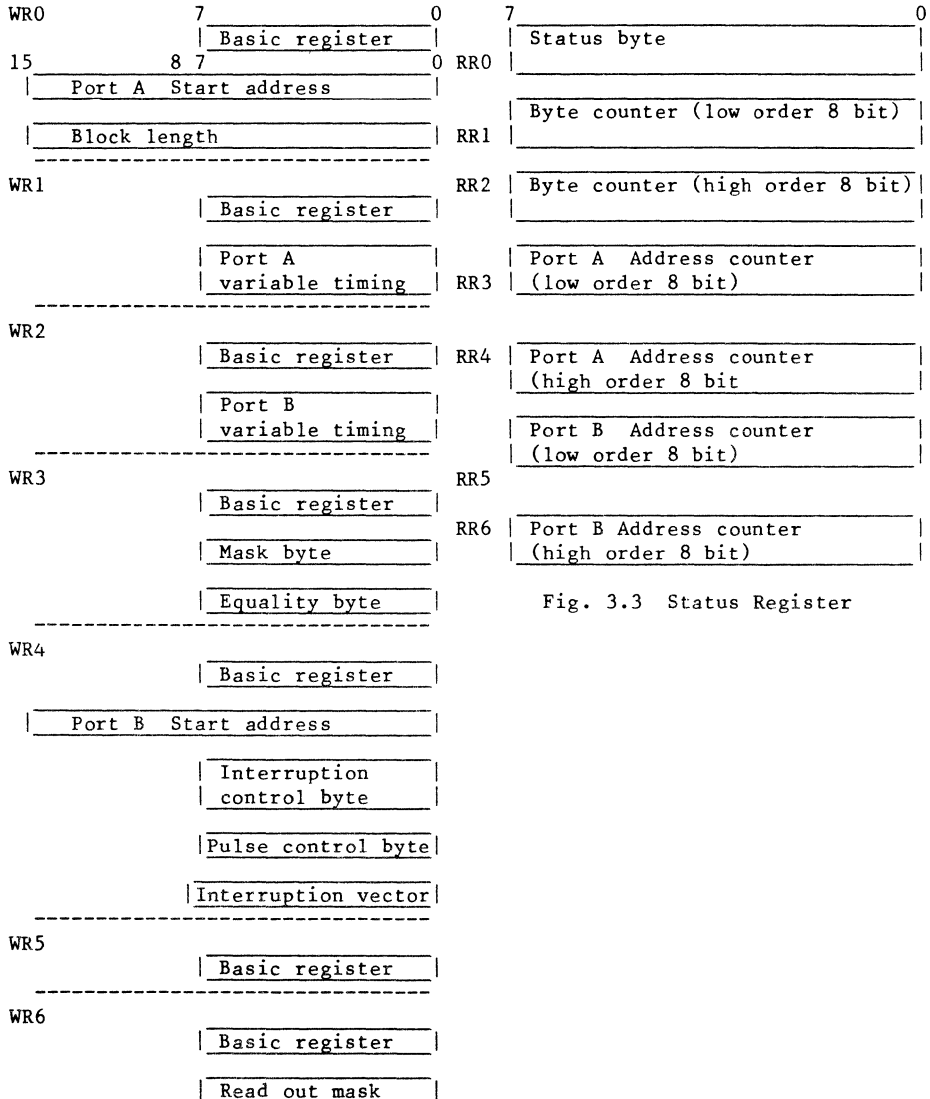 WR0 7 0
Basic register
15 8 7 0
Port A Start address
Block length
WR1
Basic register
Port A
variable timing
WR2
Basic register
Port B
variable timing
WR3
Basic register
Mask byte
Equality byte
WR4
Basic register
Port B Start address
Interruption
control byte
Pulse control byte
Interruption vector
WR5
Basic register
WR6
Basic register
Read out mask
7 0
Status byte
RR0
Byte counter (low order 8 bit)
RR1
RR2 Byte counter (high order 8 bit)
Port A Address counter
RR3 (low order 8 bit)
RR4 Port A Address counter
(high order 8 bit
Port B Address counter
(low order 8 bit)
RR5
RR6 Port B Address counter
(high order 8 bit)
Fig. 3.3 Status Register